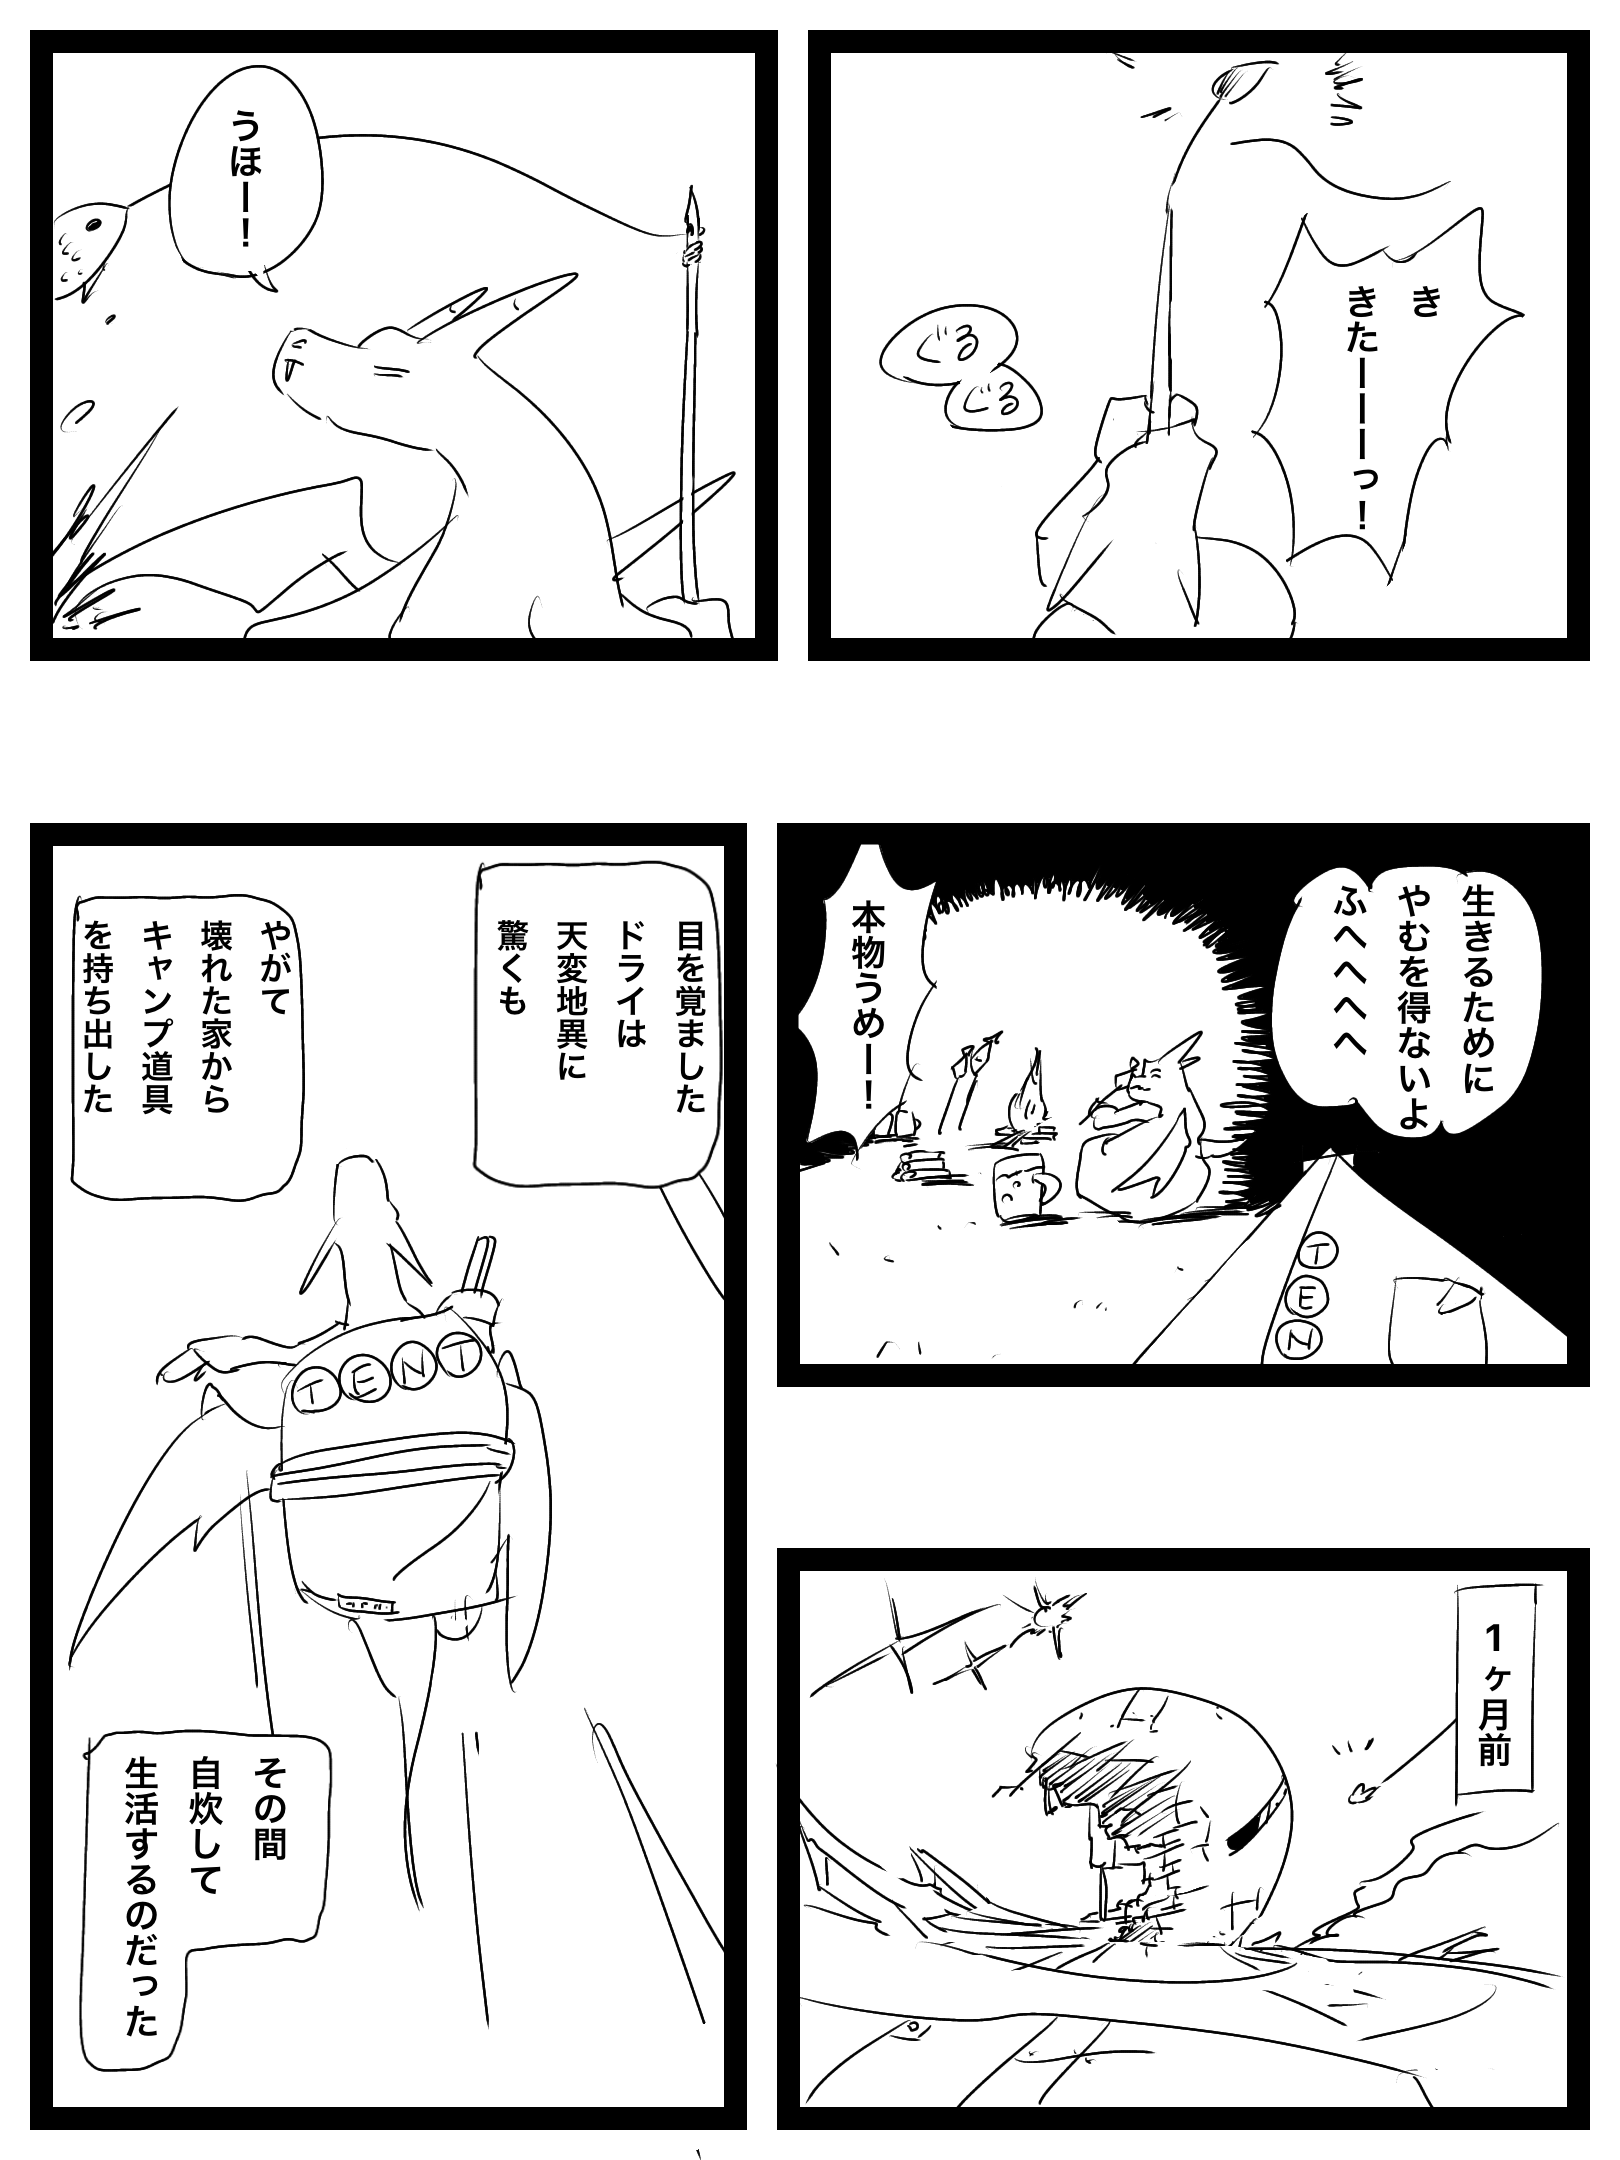 き
きたーーーっ！
ぐる
ぐる
うほー！
生きるために
やむを得ないよ
ふへへへへ
本物うめー！
TEN
1ヶ月前
目を覚ました
ドライは
天変地異に
驚くも
やがて
壊れた家から
キャンプ道具
を持ち出した
TENT
その間
自炊して
生活するのだった